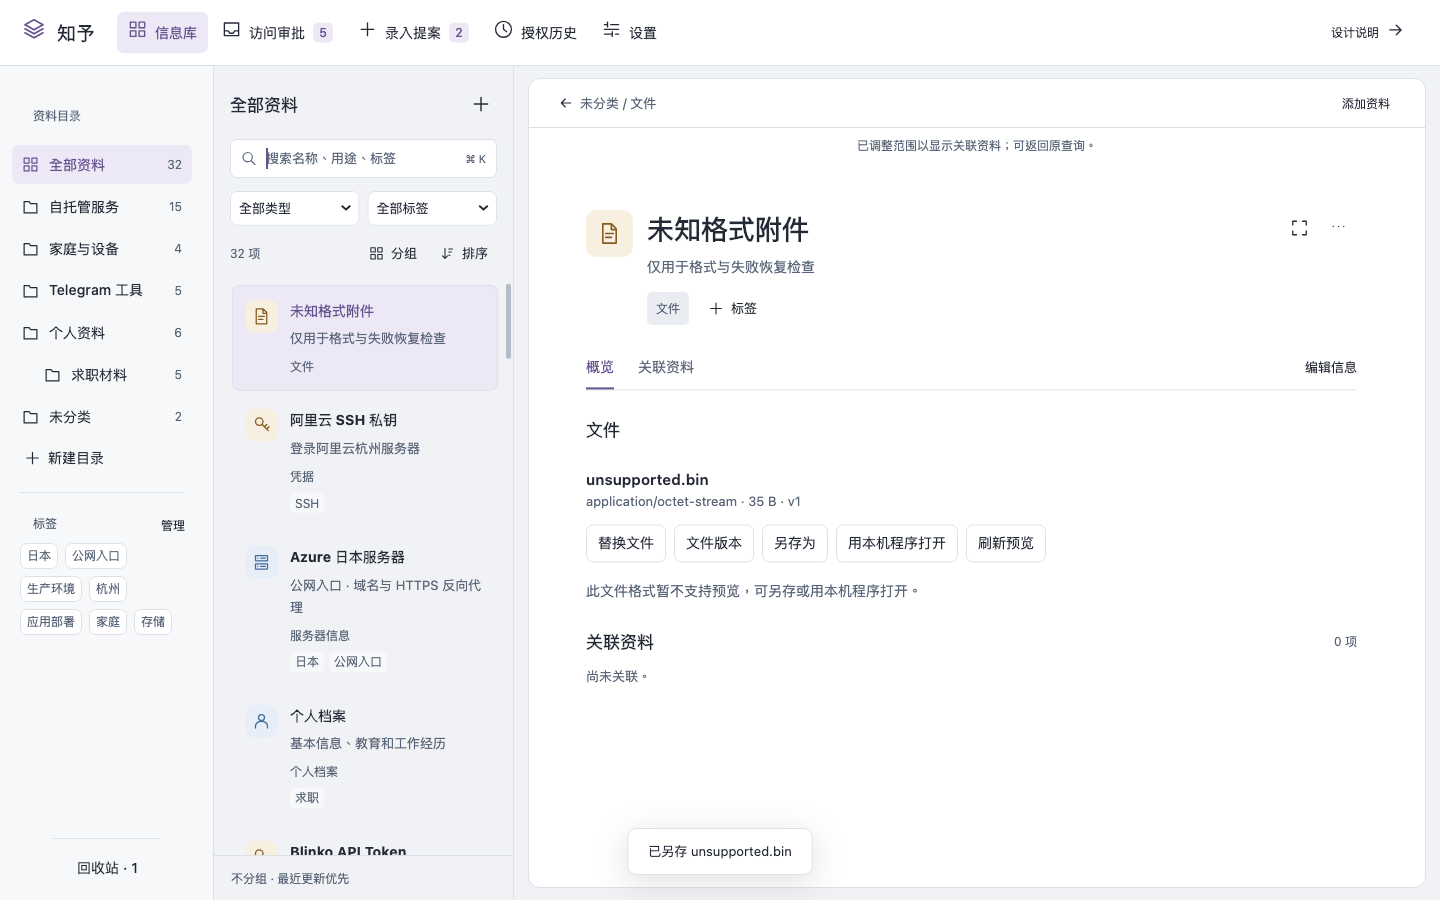 知予
信息库
访问审批 5
录入提案 2
授权历史
设置
设计说明
资料目录
全部资料 32
自托管服务 15
家庭与设备 4
Telegram 工具 5
个人资料 6
求职材料 5
未分类 2
新建目录
标签 管理
日本 公网入口
生产环境 杭州
应用部署 家庭 存储
回收站 · 1
全部资料
搜索名称、用途、标签 ⌘ K
全部类型 全部标签
32 项 分组 排序
未知格式附件
仅用于格式与失败恢复检查
文件
阿里云 SSH 私钥
登录阿里云杭州服务器
凭据
SSH
Azure 日本服务器
公网入口 · 域名与 HTTPS 反向代
理
服务器信息
日本 公网入口
个人档案
基本信息、教育和工作经历
个人档案
求职
Blinko API Token
不分组 · 最近更新优先
未分类 / 文件 添加资料
已调整范围以显示关联资料；可返回原查询。
未知格式附件
仅用于格式与失败恢复检查
文件 标签
概览 关联资料 编辑信息
文件
unsupported.bin
application/octet-stream · 35 B · v1
替换文件 文件版本 另存为 用本机程序打开 刷新预览
此文件格式暂不支持预览，可另存或用本机程序打开。
关联资料 0 项
尚未关联。
已另存 unsupported.bin